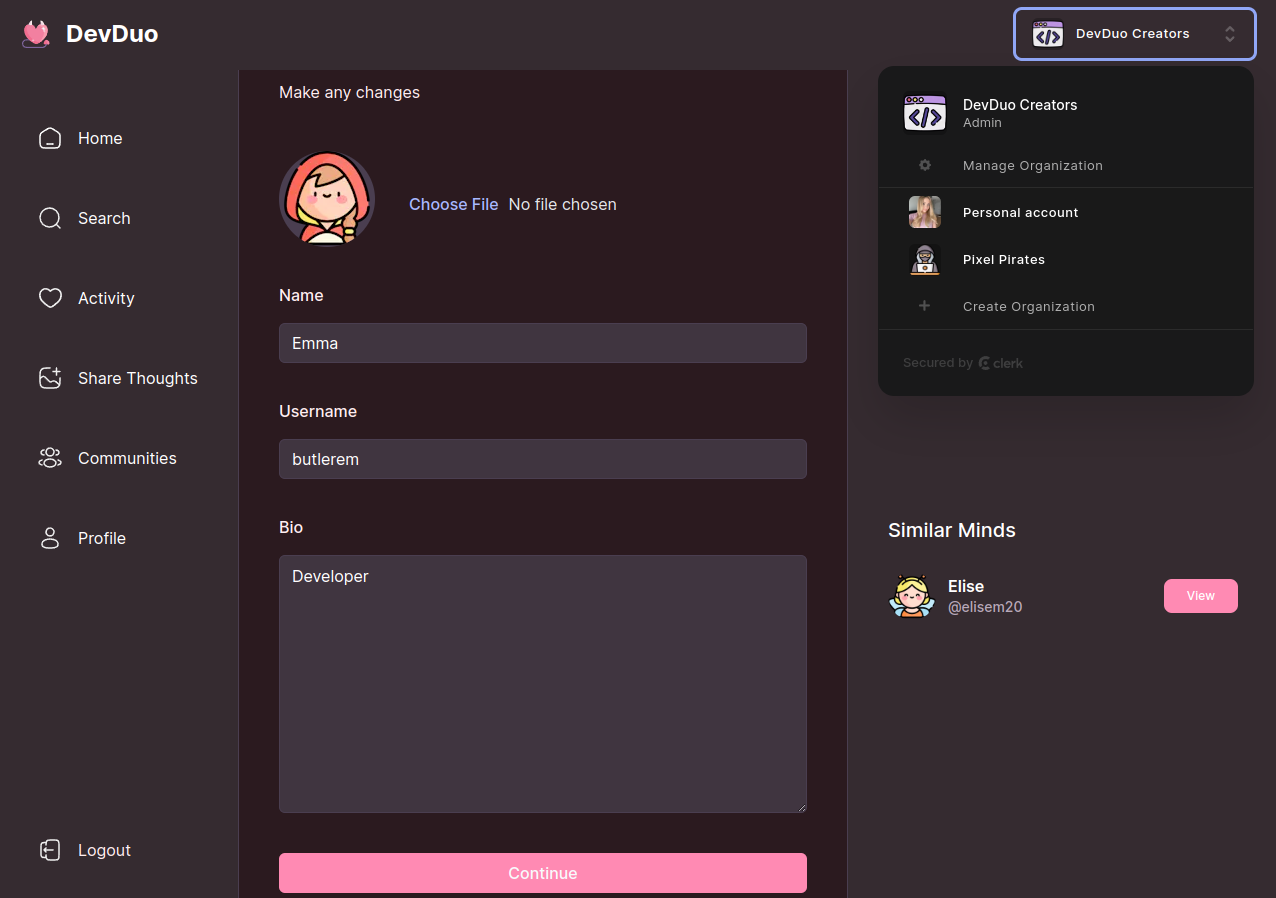 DevDuo
DevDuo Creators
Home
Search
Activity
Share Thoughts
Communities
Profile
Logout
Make any changes
Choose File No file chosen
Name
Emma
Username
butlerem
Bio
Developer
Continue
DevDuo Creators
Admin
Manage Organization
Personal account
Pixel Pirates
Create Organization
Secured by clerk
Similar Minds
Elise
@elisem20
View